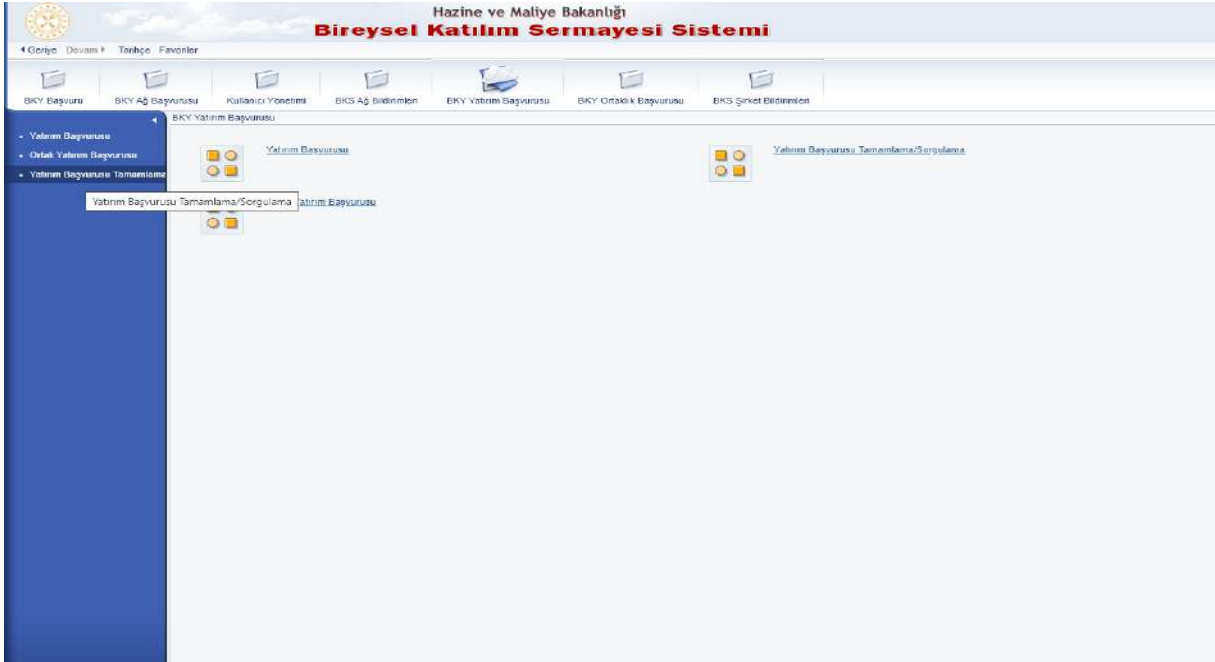 Hazine ve Maliye Bakanlığı
Bireysel Katılım Sermayesi Sistemi
Geriye Devam Tarihçe Favoriler
BKY Başvuru BKY Ağ Başvurusu Kullanıcı Yönetimi BKS Ağ Bildirimleri BKY Yatırım Başvurusu BKY Ortaklık Başvurusu BKS Şirket Bildirimleri
BKY Yatırım Başvurusu
Yatırım Başvurusu
Ortak Yatırım Başvurusu
Yatırım Başvurusu Tamamlama
Yatırım Başvurusu Tamamlama/Sorgulama
Yatırım Başvurusu
Yatırım Başvurusu Tamamlama/Sorgulama
Yatırım Başvurusu